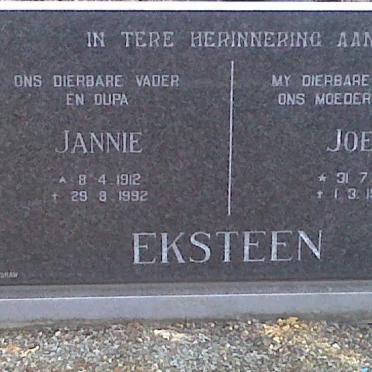 IN TERE HERINNERING AAN
ONS DIERBARE VADER
EN OUPA
JANNIE
* 8 4 1912
† 29 8 1992
MY DIERBARE
ONS MOEDER
JOE
* 31 7
† 1 3 1
EKSTEEN